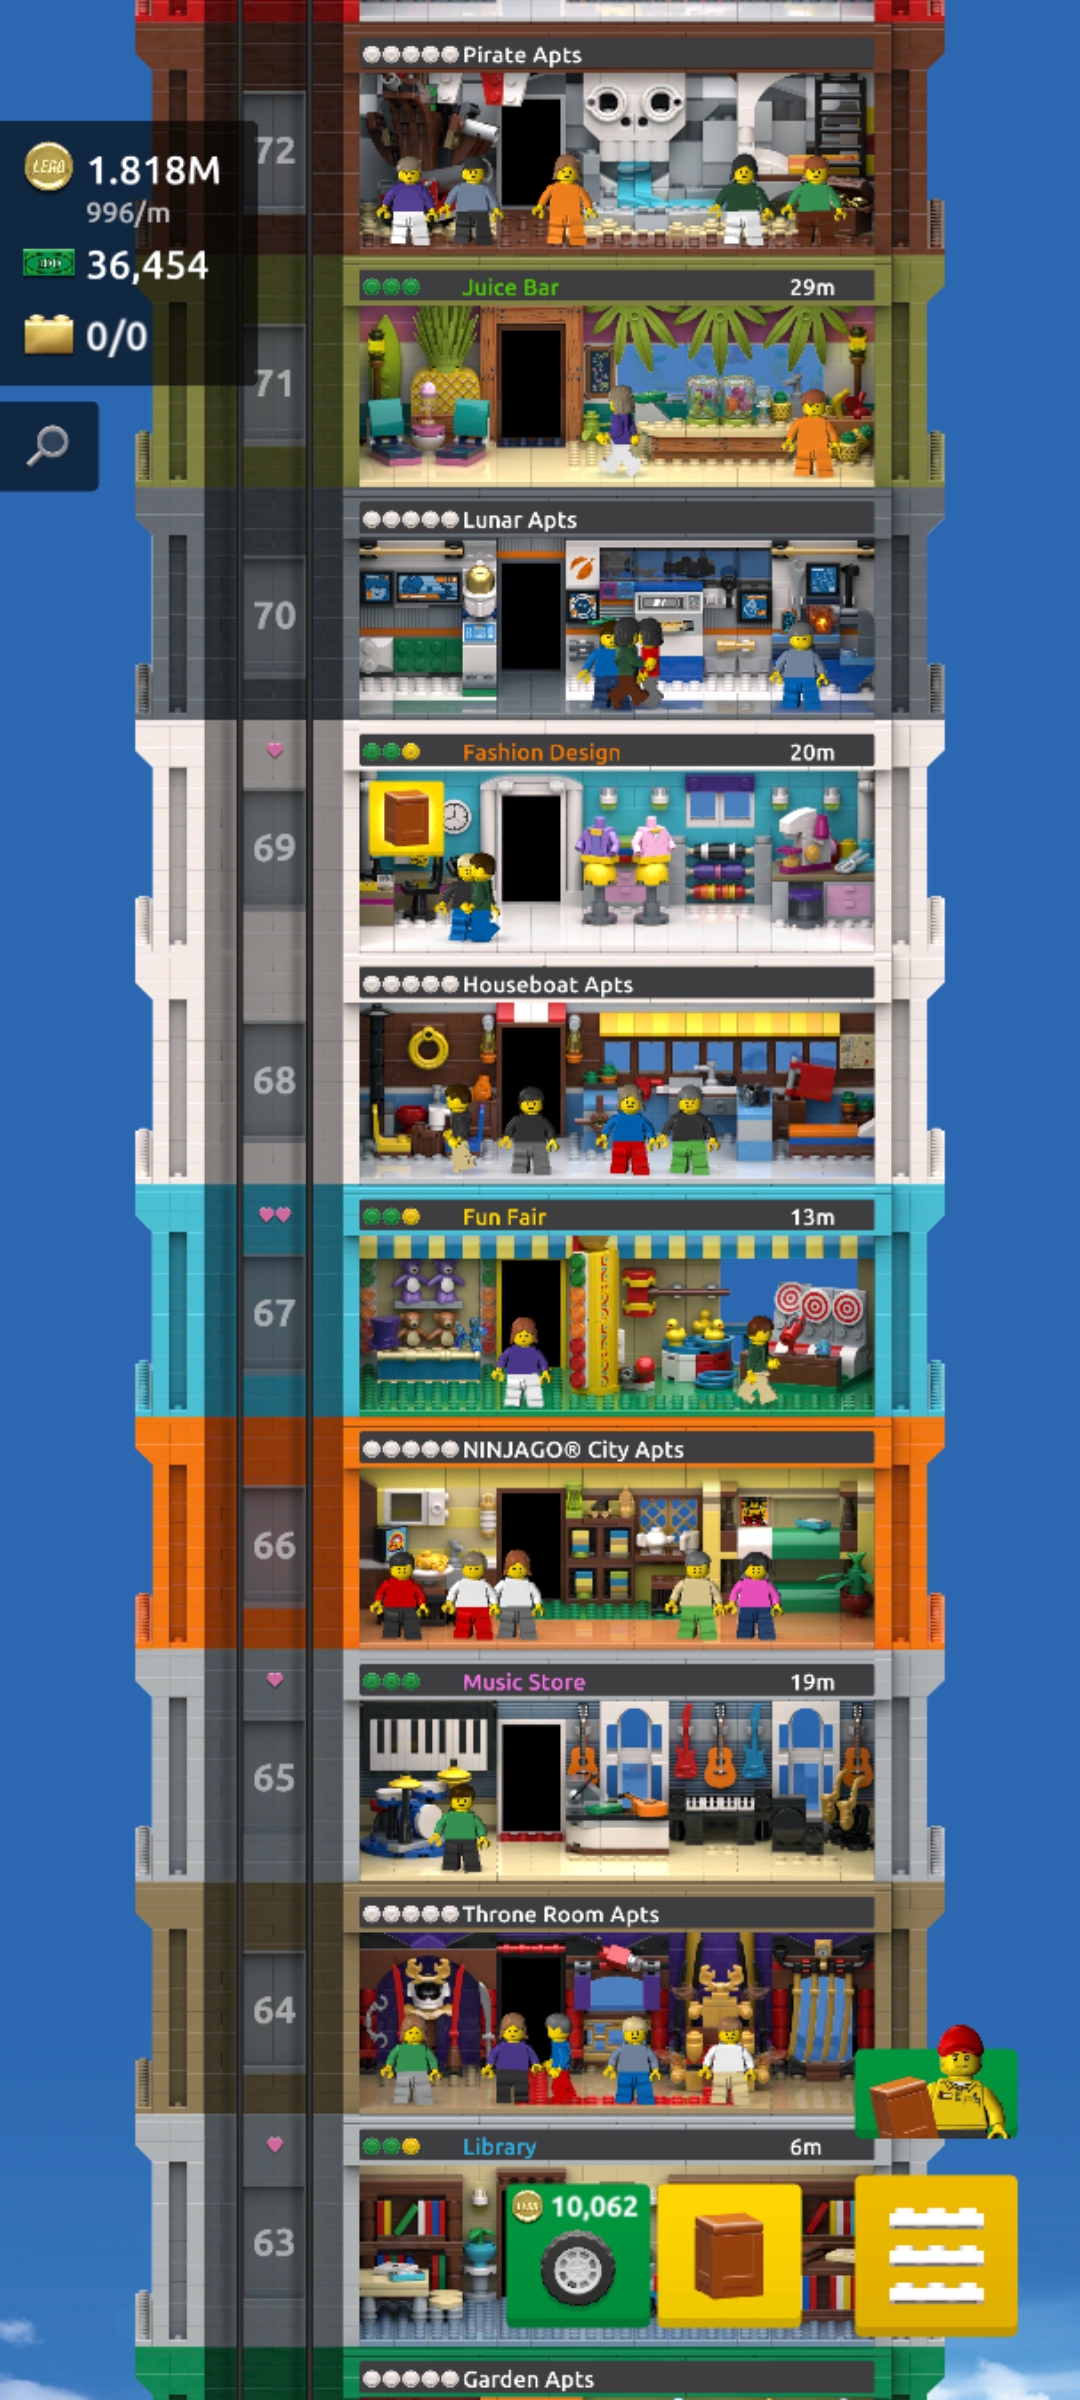 Pirate Apts
72
LEGO
1.818M
996/m
36,454
0/0
Juice Bar 29m
71
Lunar Apts
70
Fashion Design 20m
69
Houseboat Apts
68
Fun Fair 13m
67
NINJAGO® City Apts
66
Music Store 19m
65
Throne Room Apts
64
Library 6m
63
10,062
Garden Apts